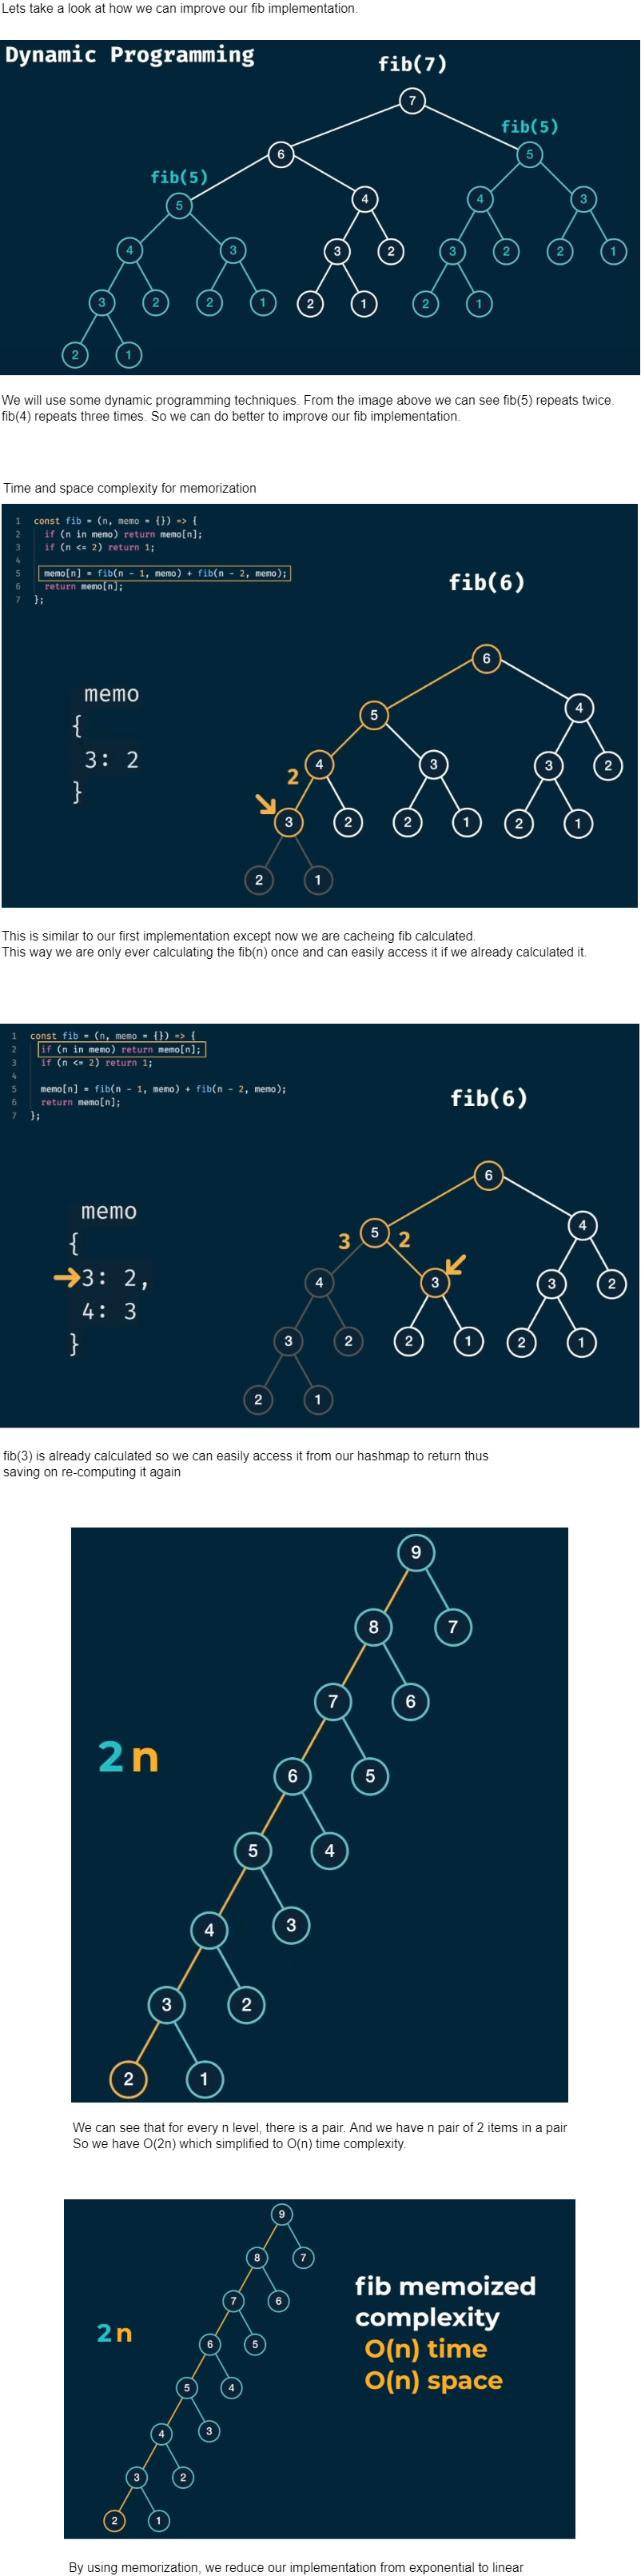 Lets take a look at how we can improve our fib implementation.
Dynamic Programming
fib(7)
7
fib(5)
6
5
fib(5)
5
4
4
3
4
3
3
2
3
2
2
1
3
2
2
1
2
1
2
1
2
1
We will use some dynamic programming techniques. From the image above we can see fib(5) repeats twice.
fib(4) repeats three times. So we can do better to improve our fib implementation.
Time and space complexity for memorization
1 const fib = (n, memo = {}) => {
2 if (n in memo) return memo[n];
3 if (n <= 2) return 1;
4
5 memo[n] = fib(n - 1, memo) + fib(n - 2, memo);
6 return memo[n];
7 };
fib(6)
6
memo
{
3: 2
}
5
4
4
3
3
2
2
3
2
2
1
2
1
2
1
This is similar to our first implementation except now we are cacheing fib calculated.
This way we are only ever calculating the fib(n) once and can easily access it if we already calculated it.
1 const fib = (n, memo = {}) => {
2 if (n in memo) return memo[n];
3 if (n <= 2) return 1;
4
5 memo[n] = fib(n - 1, memo) + fib(n - 2, memo);
6 return memo[n];
7 };
fib(6)
6
memo
{
3: 2,
4: 3
}
3
5
2
4
4
3
3
2
3
2
2
1
2
1
2
1
fib(3) is already calculated so we can easily access it from our hashmap to return thus
saving on re-computing it again
9
8
7
7
6
2n
6
5
5
4
4
3
3
2
2
1
We can see that for every n level, there is a pair. And we have n pair of 2 items in a pair
So we have O(2n) which simplified to O(n) time complexity.
9
8
7
7
6
2n
6
5
5
4
4
3
3
2
2
1
fib memoized
complexity
O(n) time
O(n) space
By using memorization, we reduce our implementation from exponential to linear